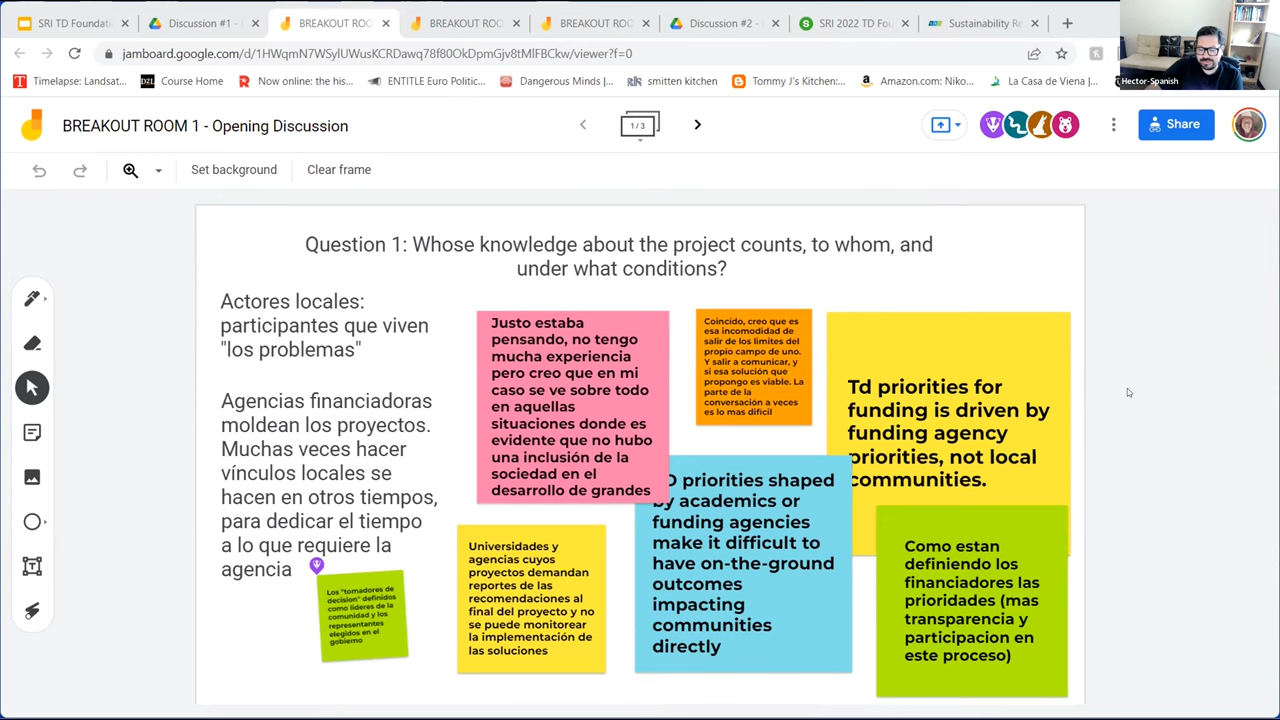 SRI TD Foundat
Discussion #1 -
BREAKOUT ROO
BREAKOUT ROO
BREAKOUT ROO
Discussion #2 -
SRI 2022 TD Fou
Sustainability Re
jamboard.google.com/d/1HWqmN7WSylUWusKCRDawq78f80ObDxpmGjv8tMlFBCkw/viewer?f=0
Timelapse: Landsat...
D2L
Course Home
Now online: the his...
ENTITLE Euro Politic...
Dangerous Minds |...
smitten kitchen
Tommy J's Kitchen:...
Amazon.com: Niko...
La Casa de Viena |...
Hector-Spanish
BREAKOUT ROOM 1 - Opening Discussion
1 / 3
Share
Set background
Clear frame
Question 1: Whose knowledge about the project counts, to whom, and
under what conditions?
Actores locales:
participantes que viven
"los problemas"
Agencias financiadoras
moldean los proyectos.
Muchas veces hacer
vínculos locales se
hacen en otros tiempos,
para dedicar el tiempo
a lo que requiere la
agencia
Los "tomadores de
decision" definidos
como lideres de la
comunidad y los
representantes
elegidos en el
gobierno
Justo estaba
pensando, no tengo
mucha experiencia
pero creo que en mi
caso se ve sobre todo
en aquellas
situaciones donde es
evidente que no hubo
una inclusión de la
sociedad en el
desarrollo de grandes
Universidades y
agencias cuyos
proyectos demandan
reportes de las
recomendaciones al
final del proyecto y no
se puede monitorear
la implementación de
las soluciones
Coincido, creo que es
esa incomodidad de
salir de los limites del
propio campo de uno.
Y salir a comunicar, y
si esa solución que
propongo es viable. La
parte de la
conversación a veces
es lo mas difícil
priorities shaped
by academics or
funding agencies
make it difficult to
have on-the-ground
outcomes
impacting
communities
directly
Td priorities for
funding is driven by
funding agency
priorities, not local
communities.
Como estan
definiendo los
financiadores las
prioridades (mas
transparencia y
participacion en
este proceso)